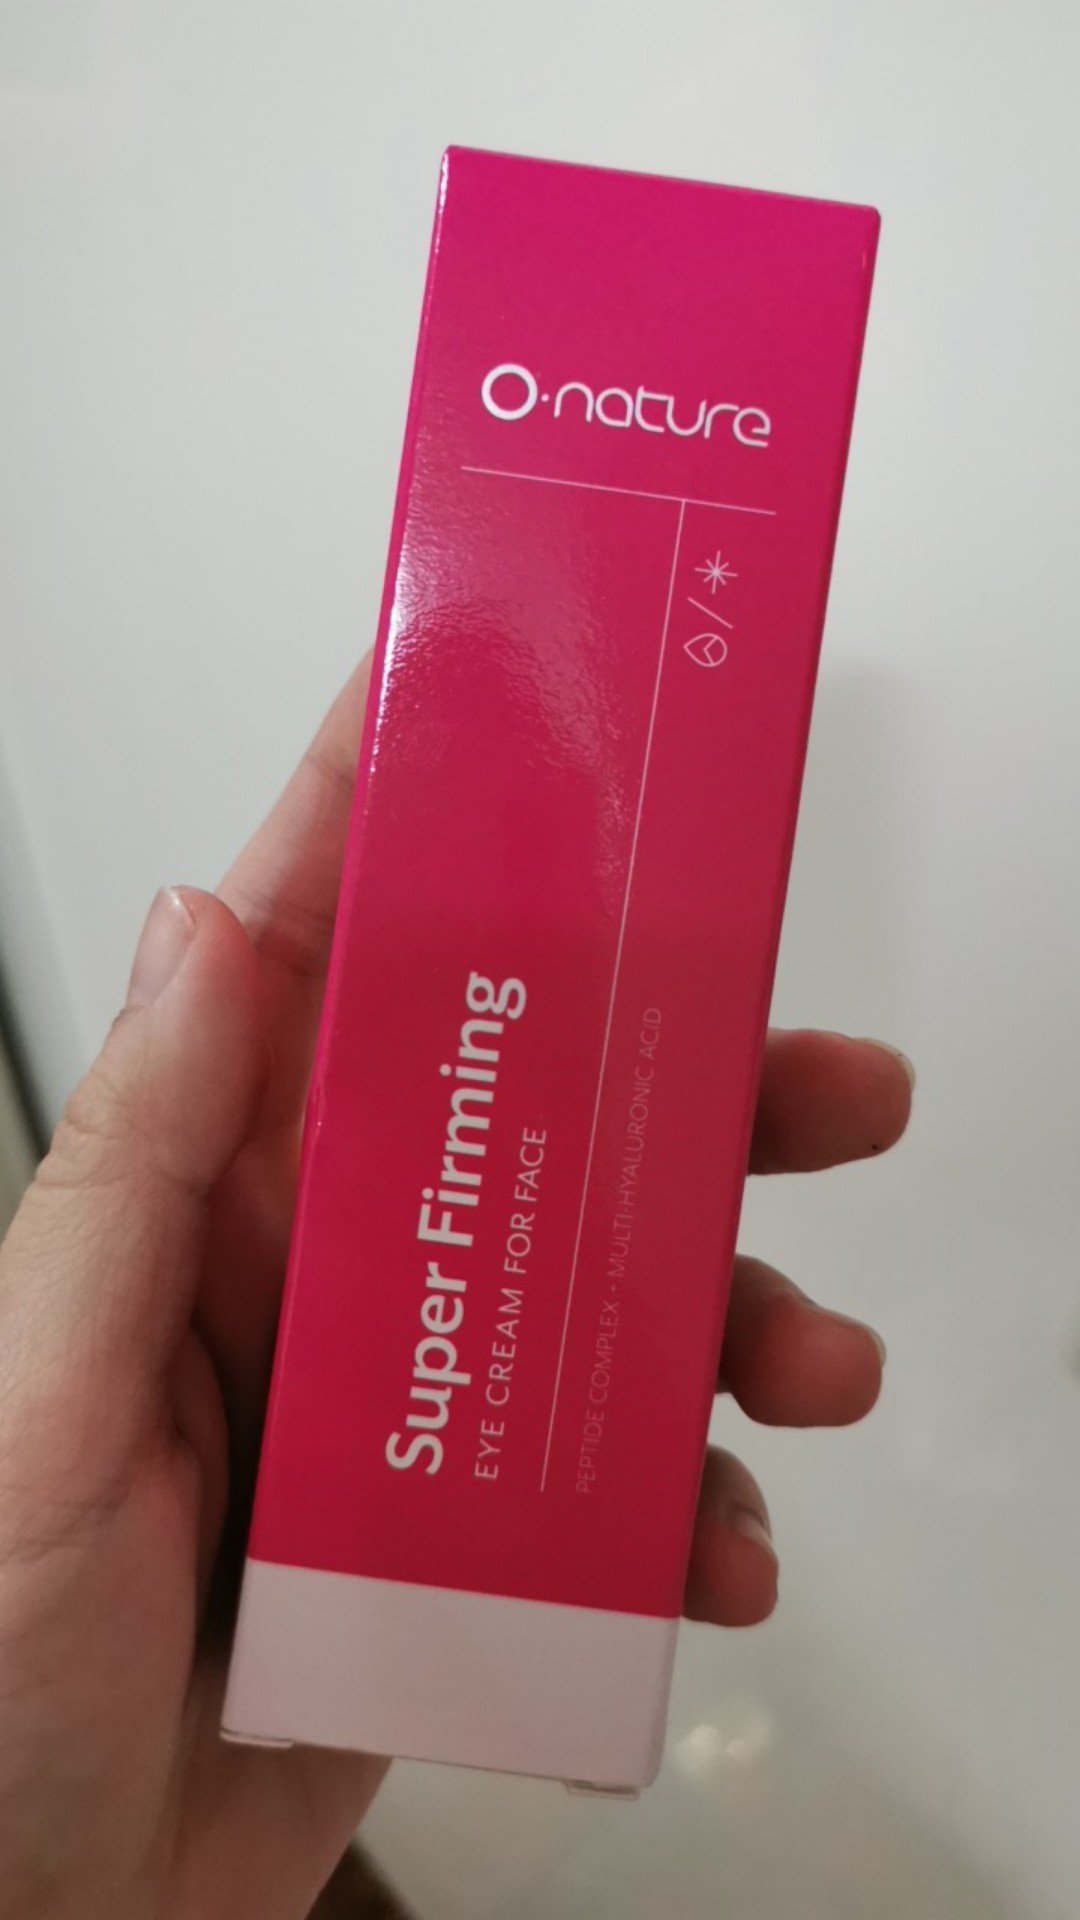 O·nature
Super Firming
EYE CREAM FOR FACE
PEPTIDE COMPLEX • MULTI-HYALURONIC ACID